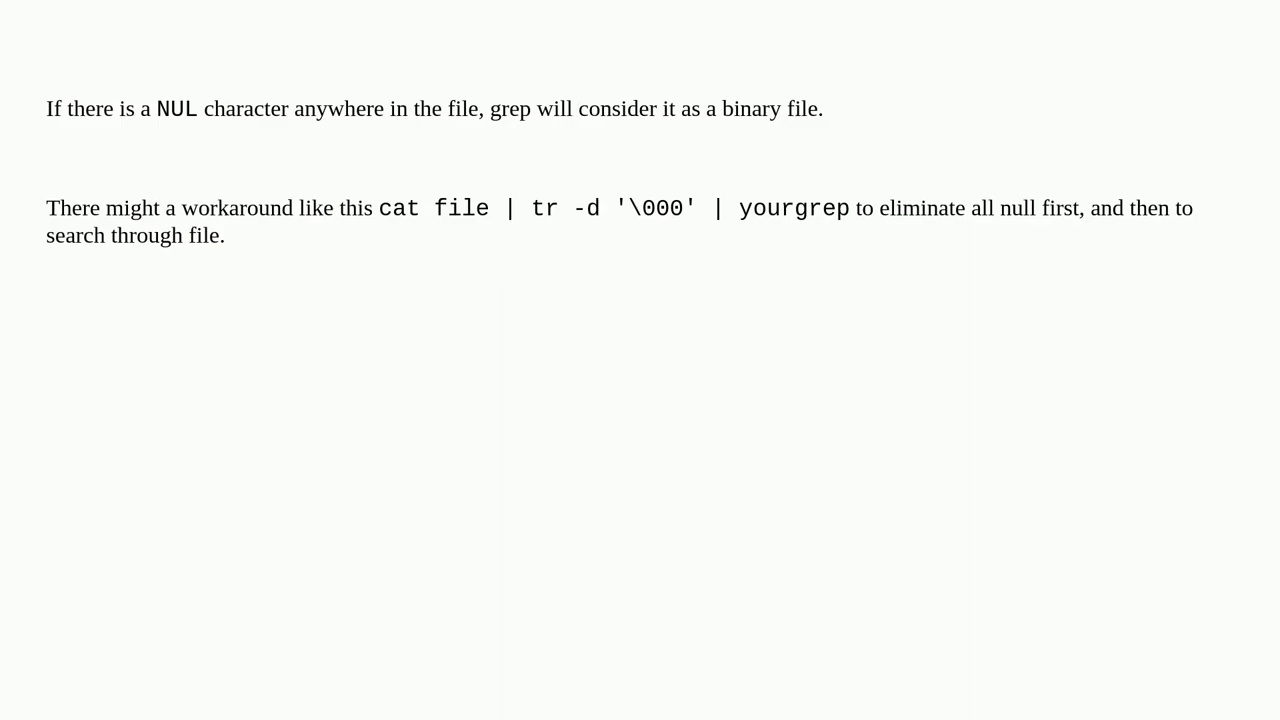 If there is a NUL character anywhere in the file, grep will consider it as a binary file.
There might a workaround like this cat file | tr -d '\000' | yourgrep to eliminate all null first, and then to
search through file.